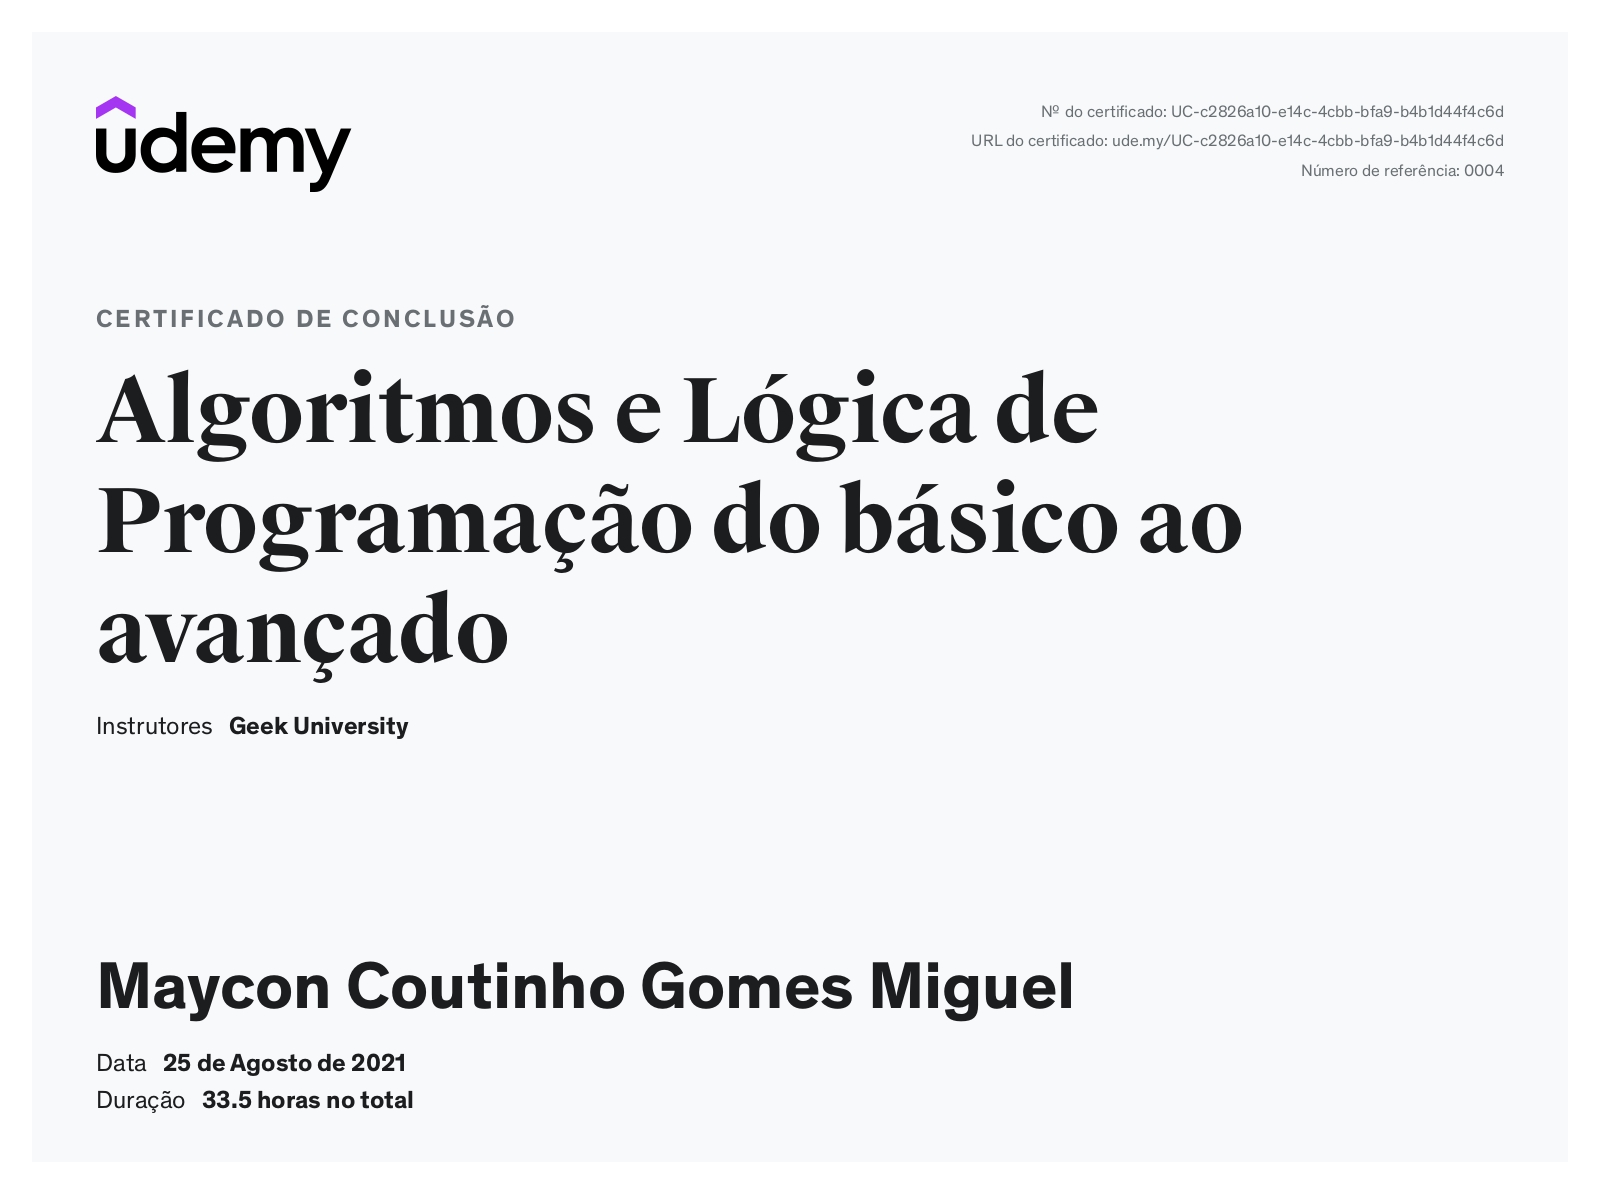 udemy
Nº do certificado: UC-c2826a10-e14c-4cbb-bfa9-b4b1d44f4c6d
URL do certificado: ude.my/UC-c2826a10-e14c-4cbb-bfa9-b4b1d44f4c6d
Número de referência: 0004
CERTIFICADO DE CONCLUSÃO
Algoritmos e Lógica de
Programação do básico ao
avançado
Instrutores Geek University
Maycon Coutinho Gomes Miguel
Data 25 de Agosto de 2021
Duração 33.5 horas no total